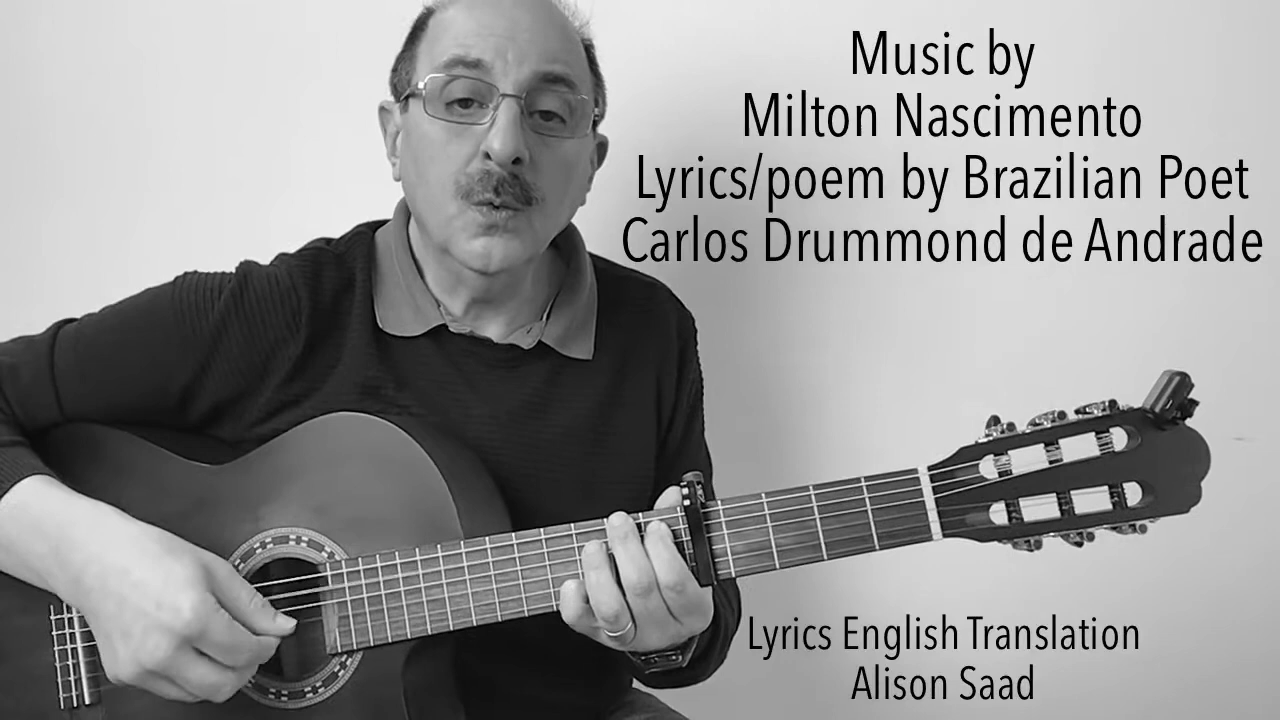 Music by
Milton Nascimento
Lyrics/poem by Brazilian Poet
Carlos Drummond de Andrade
Lyrics English Translation
Alison Saad